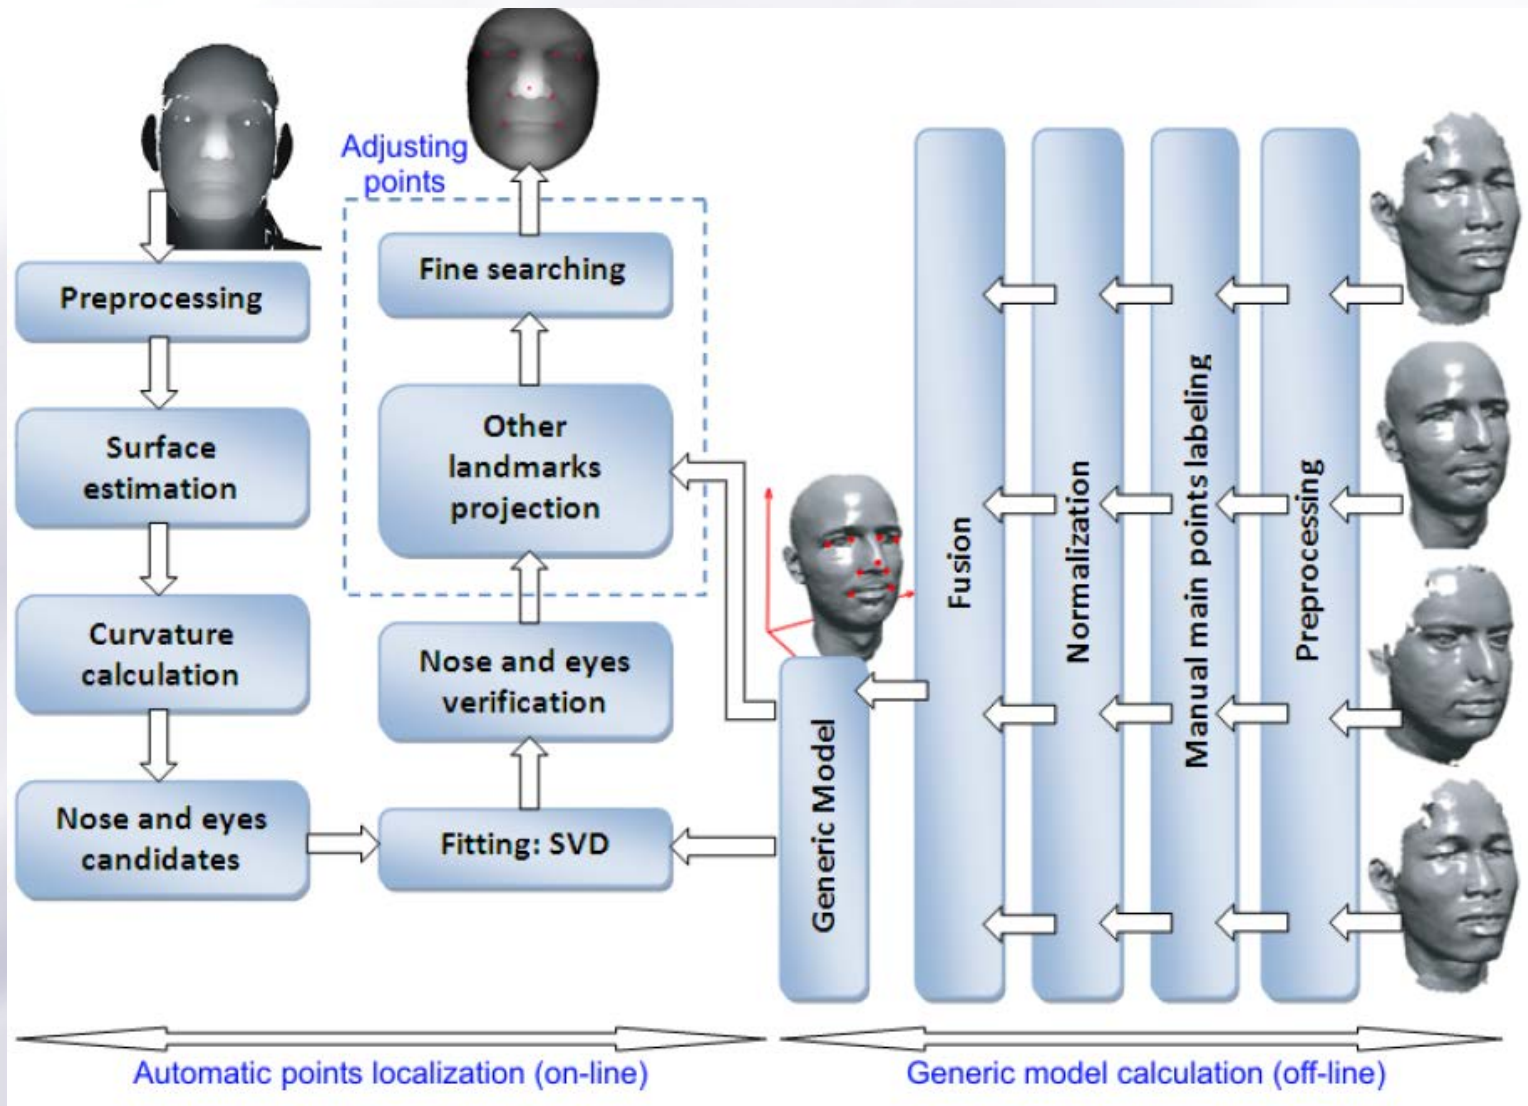 Adjusting
points
Preprocessing
Surface
estimation
Curvature
calculation
Nose and eyes
candidates
Fine searching
Other
landmarks
projection
Nose and eyes
verification
Fitting: SVD
Generic Model
Fusion
Normalization
Manual main points labeling
Preprocessing
Automatic points localization (on-line)
Generic model calculation (off-line)